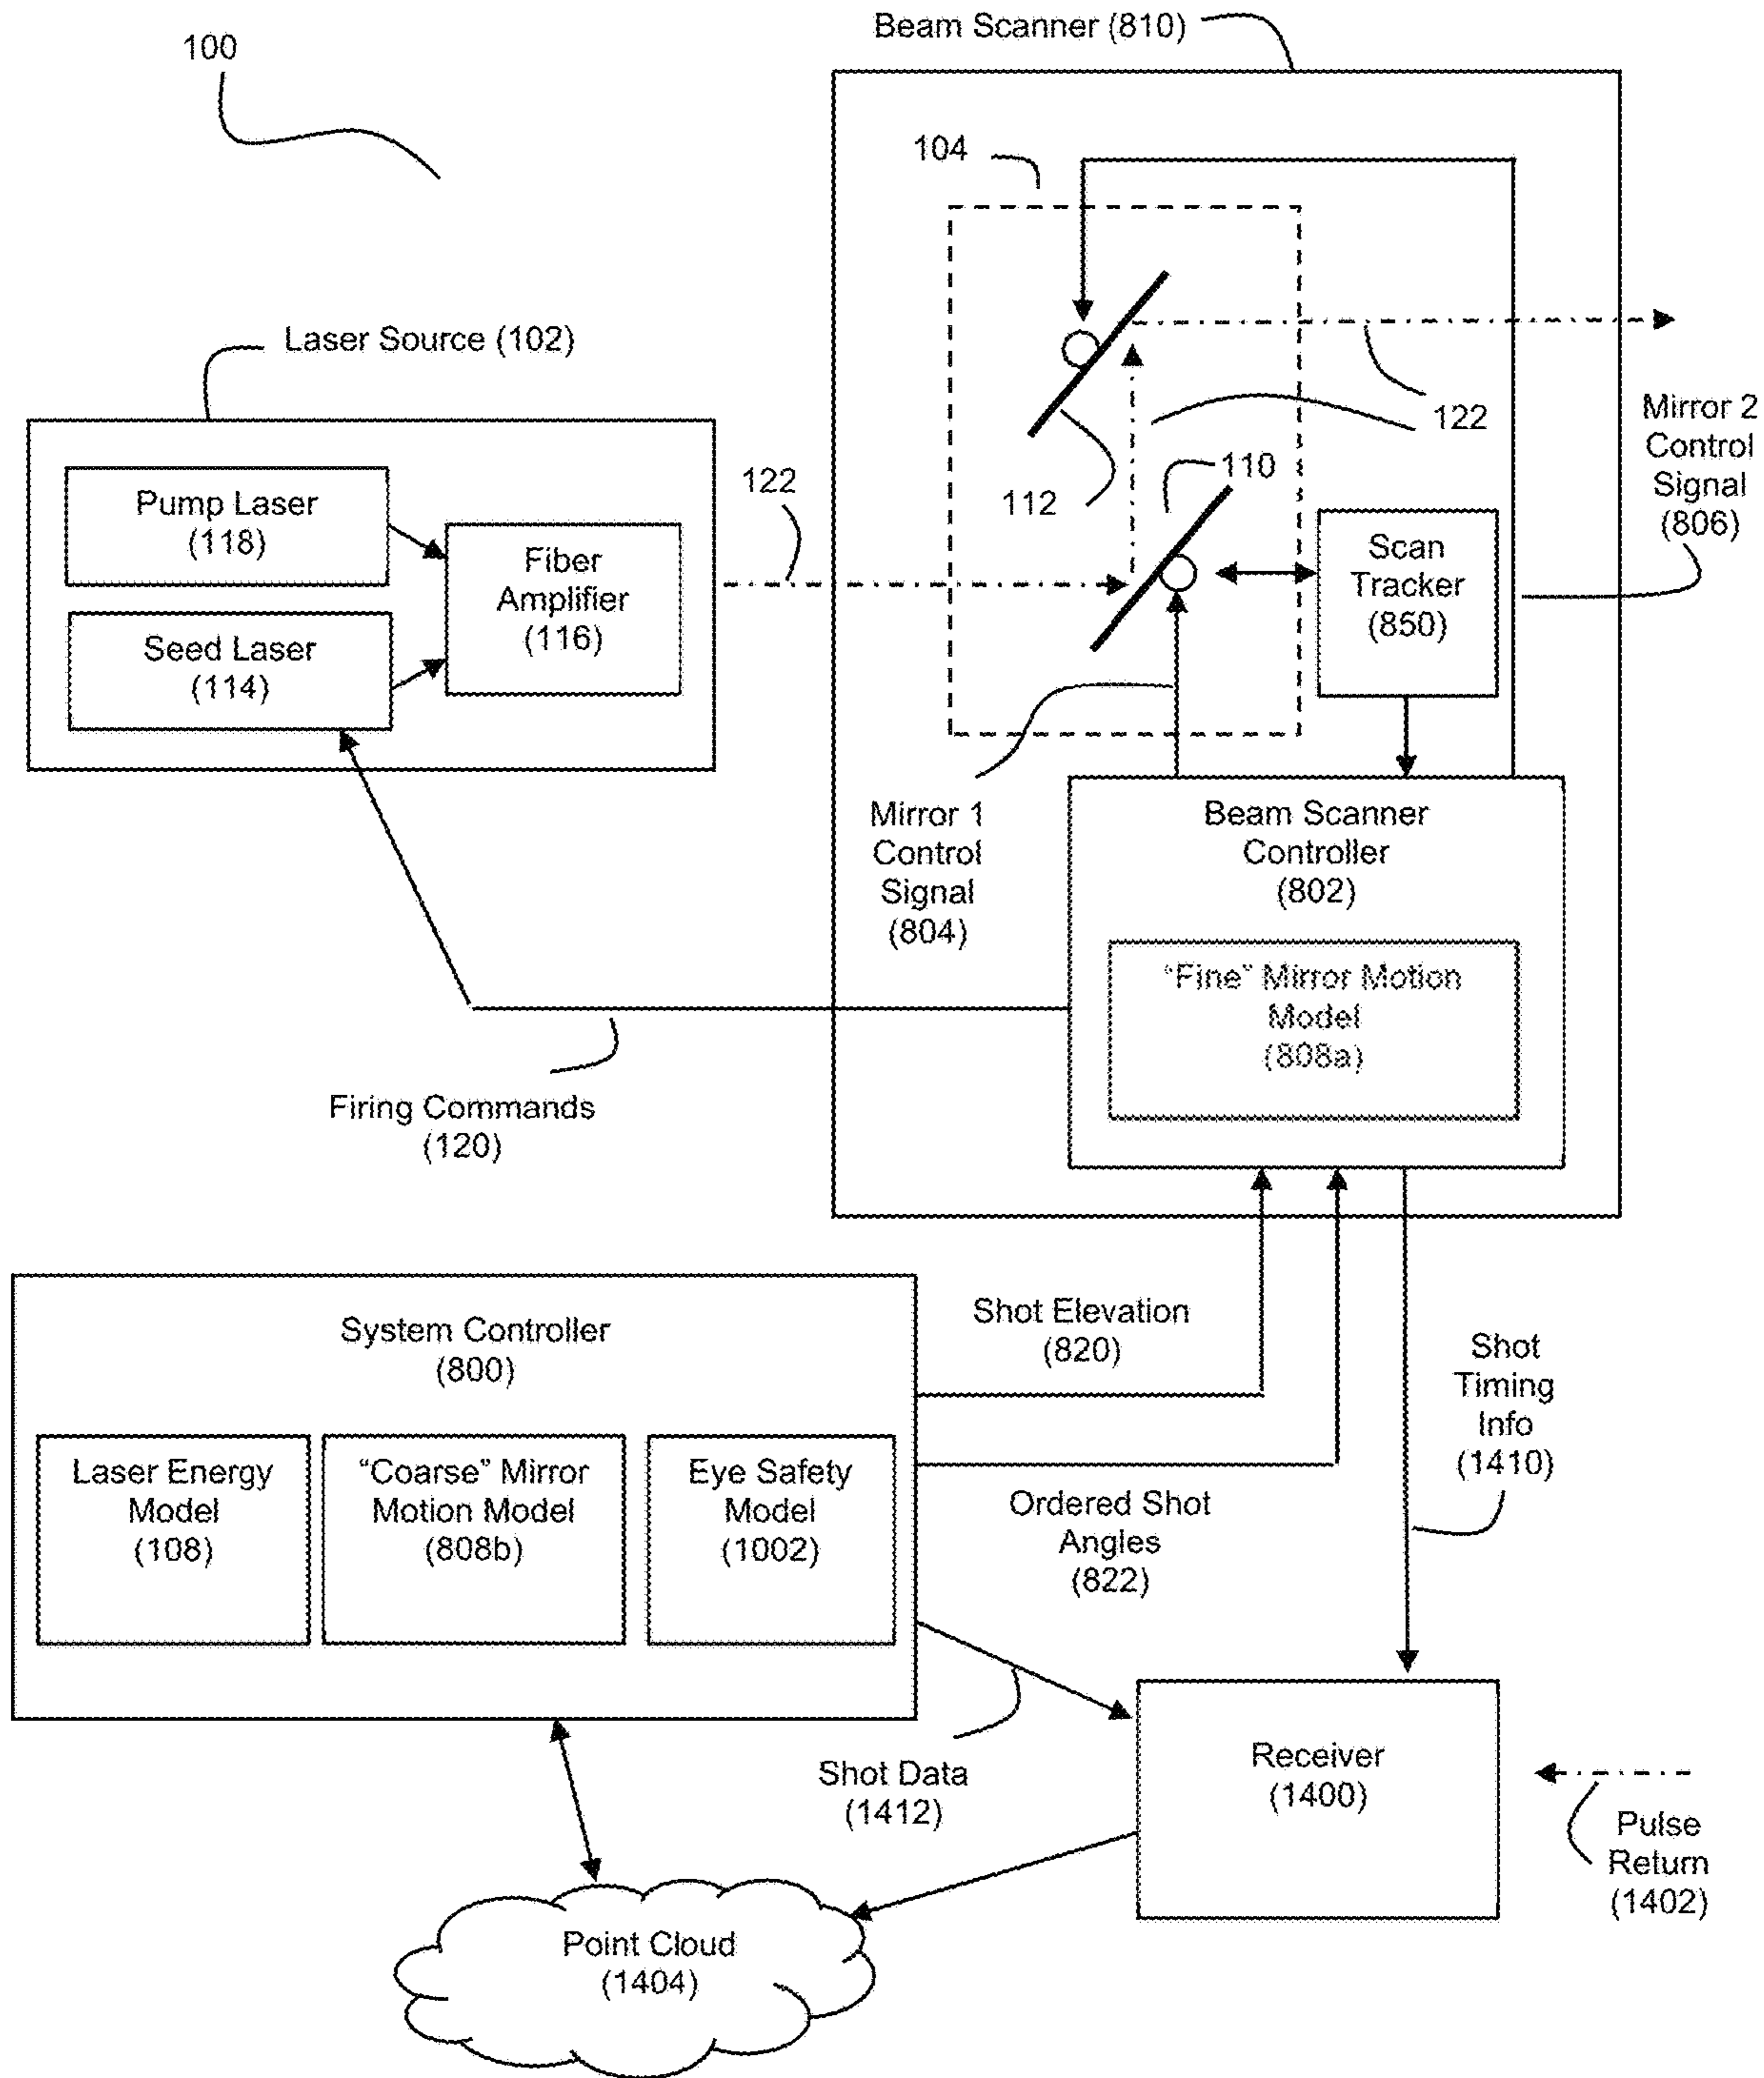 Beam Scanner (810)
100
104
Laser Source (102)
Pump Laser
(118)
Seed Laser
(114)
Fiber
Amplifier
(116)
122
112
110
122
Scan
Tracker
(850)
Mirror 2
Control
Signal
(806)
Mirror 1
Control
Signal
(804)
Beam Scanner
Controller
(802)
“Fine” Mirror Motion
Model
(808a)
Firing Commands
(120)
System Controller
(800)
Laser Energy
Model
(108)
“Coarse” Mirror
Motion Model
(808b)
Eye Safety
Model
(1002)
Shot Elevation
(820)
Ordered Shot
Angles
(822)
Shot
Timing
Info
(1410)
Shot Data
(1412)
Receiver
(1400)
Pulse
Return
(1402)
Point Cloud
(1404)